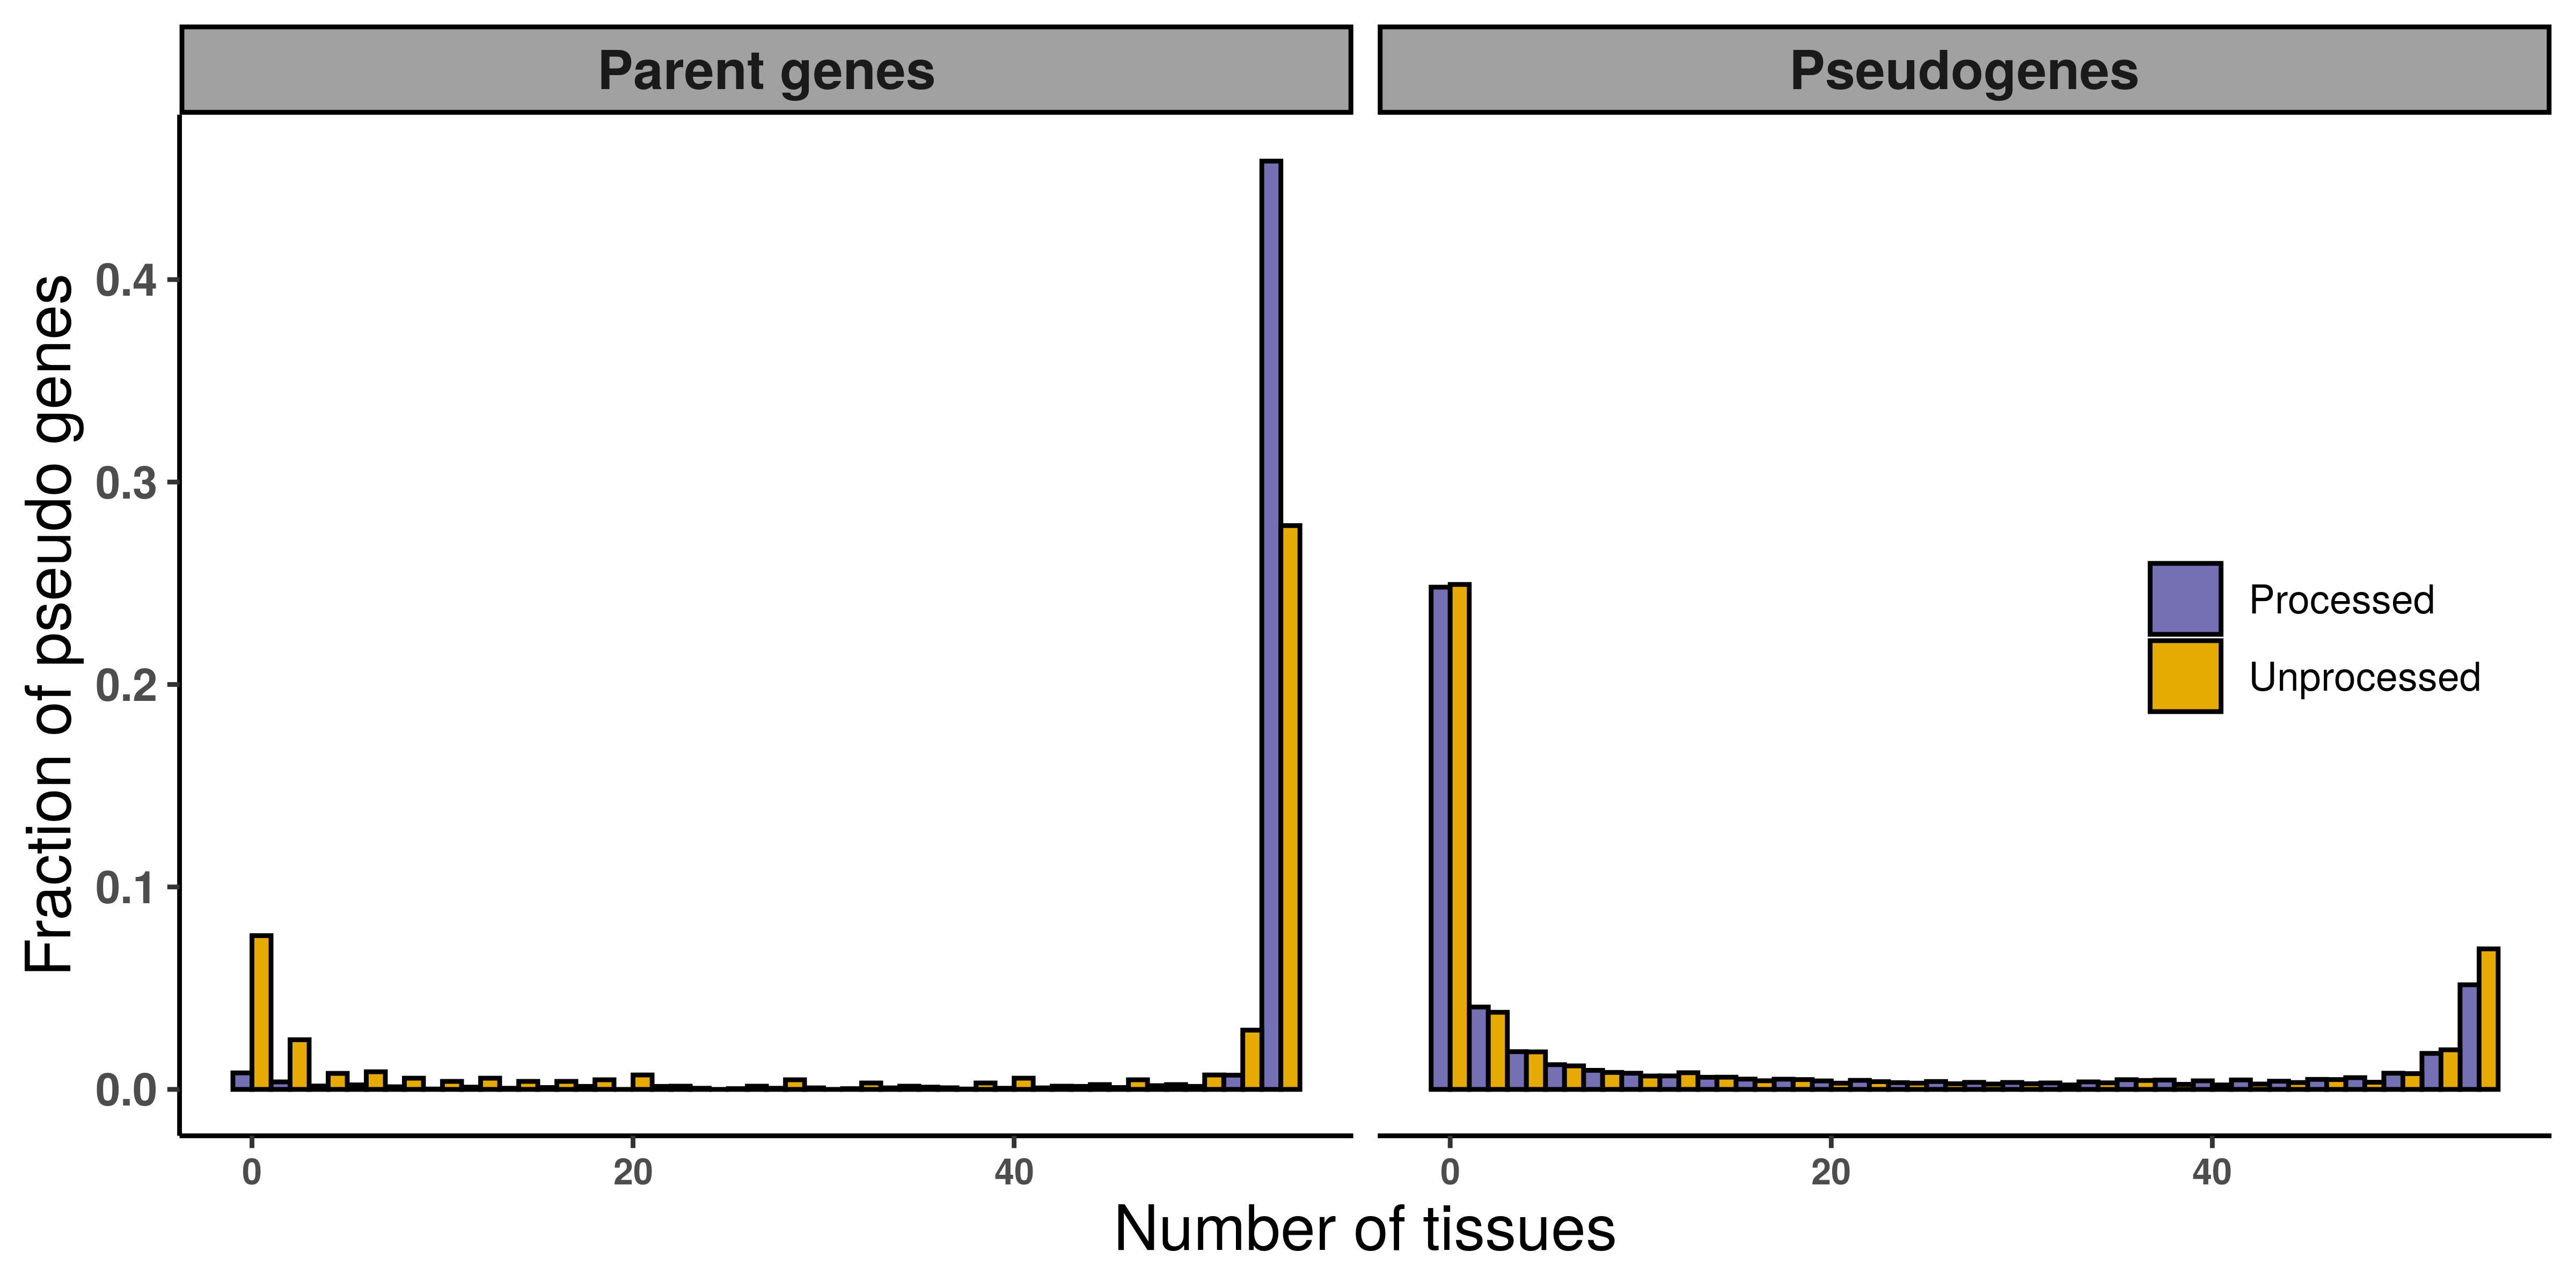 Parent genes
Pseudogenes
Fraction of pseudo genes
0.4
0.3
0.2
0.1
0.0
Processed
Unprocessed
0 20 40
0 20 40
Number of tissues